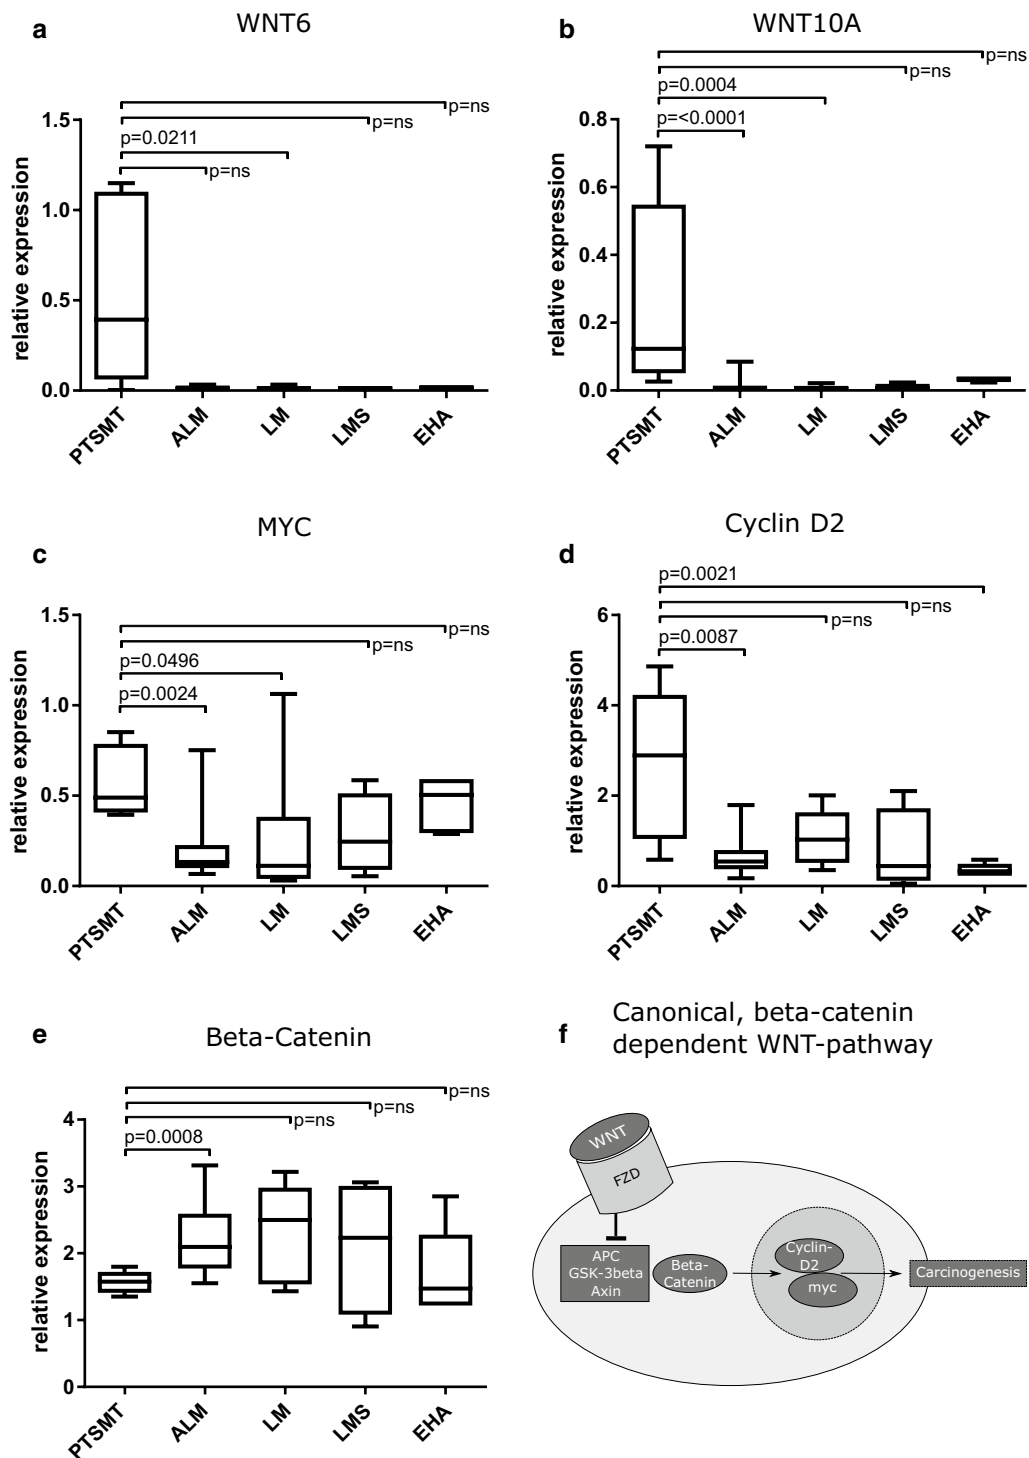 a
WNT6
p=ns
p=ns
p=0.0211
p=ns
relative expression
1.5
1.0
0.5
0.0
PTSMT
ALM
LM
LMS
EHA
b
WNT10A
p=ns
p=ns
p=0.0004
p=<0.0001
relative expression
0.8
0.6
0.4
0.2
0.0
PTSMT
ALM
LM
LMS
EHA
c
MYC
p=ns
p=ns
p=0.0496
p=0.0024
relative expression
1.5
1.0
0.5
0.0
PTSMT
ALM
LM
LMS
EHA
d
Cyclin D2
p=0.0021
p=ns
p=ns
p=0.0087
relative expression
6
4
2
0
PTSMT
ALM
LM
LMS
EHA
e
Beta-Catenin
p=ns
p=ns
p=ns
p=0.0008
relative expression
4
3
2
1
0
PTSMT
ALM
LM
LMS
EHA
f
Canonical, beta-catenin
dependent WNT-pathway
WNT
FZD
APC
GSK-3beta
Axin
Beta-
Catenin
Cyclin-
D2
myc
Carcinogenesis